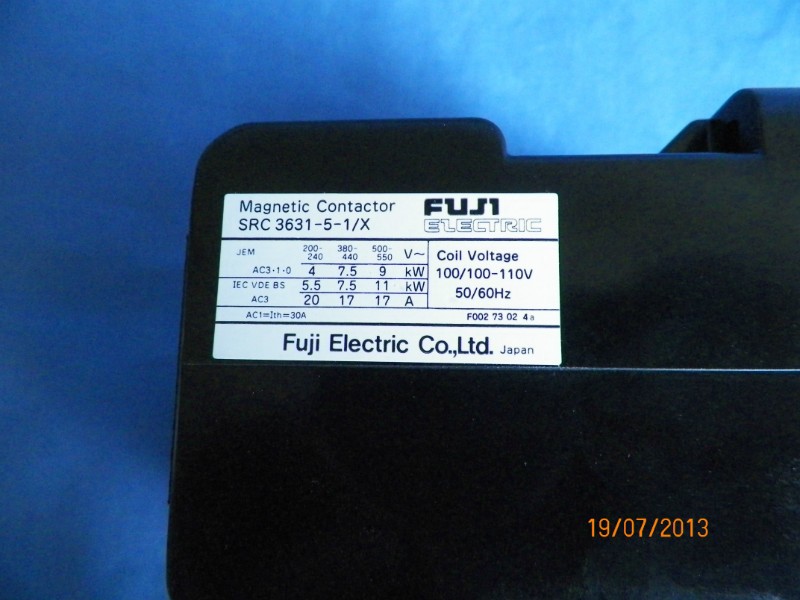 Magnetic Contactor
SRC 3631-5-1/X
FUJI
ELECTRIC
JEM 200-240 380-440 500-550 V~
AC3·1·0 4 7.5 9 kW
IEC VDE BS 5.5 7.5 11 kW
AC3 20 17 17 A
Coil Voltage
100/100-110V
50/60Hz
AC1=Ith=30A F002 73 02 4a
Fuji Electric Co.,Ltd. Japan
19/07/2013